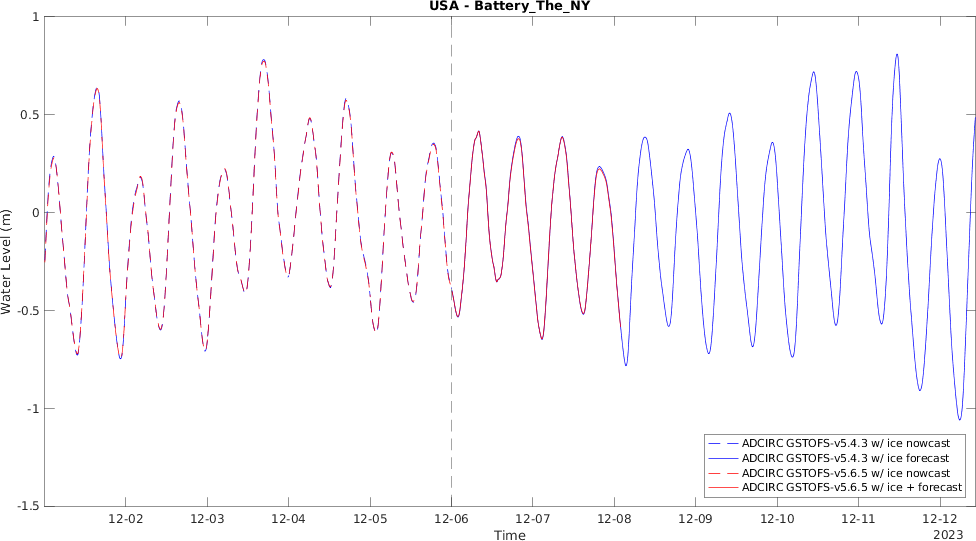 USA - Battery_The_NY
1
0.5
0
-0.5
-1
-1.5
Water Level (m)
12-02 12-03 12-04 12-05 12-06 12-07 12-08 12-09 12-10 12-11 12-12
Time
2023
ADCIRC GSTOFS-v5.4.3 w/ ice nowcast
ADCIRC GSTOFS-v5.4.3 w/ ice forecast
ADCIRC GSTOFS-v5.6.5 w/ ice nowcast
ADCIRC GSTOFS-v5.6.5 w/ ice + forecast